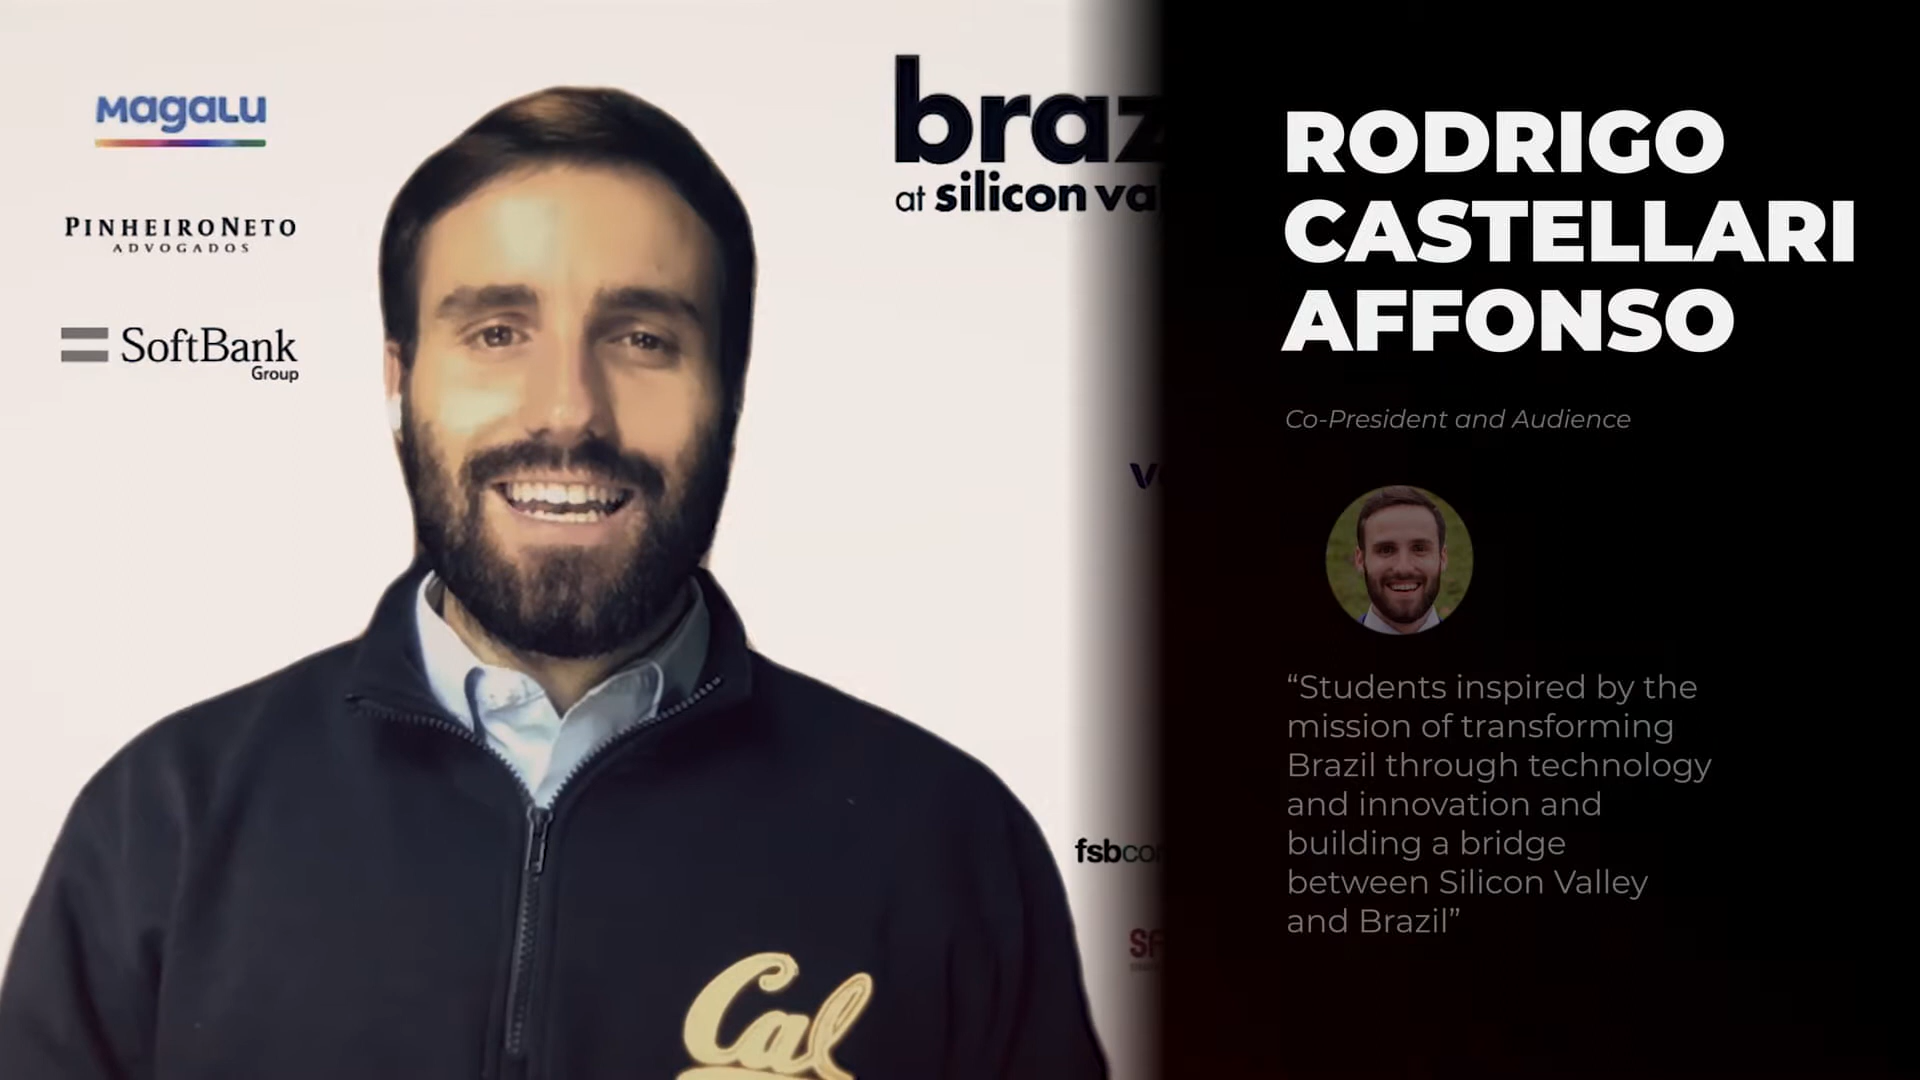 MagaLu
PINHEIRONETO
ADVOGADOS
SoftBank
Group
braz
at silicon va
fsbco
Cal
RODRIGO
CASTELLARI
AFFONSO
Co-President and Audience
“Students inspired by the
mission of transforming
Brazil through technology
and innovation and
building a bridge
between Silicon Valley
and Brazil”